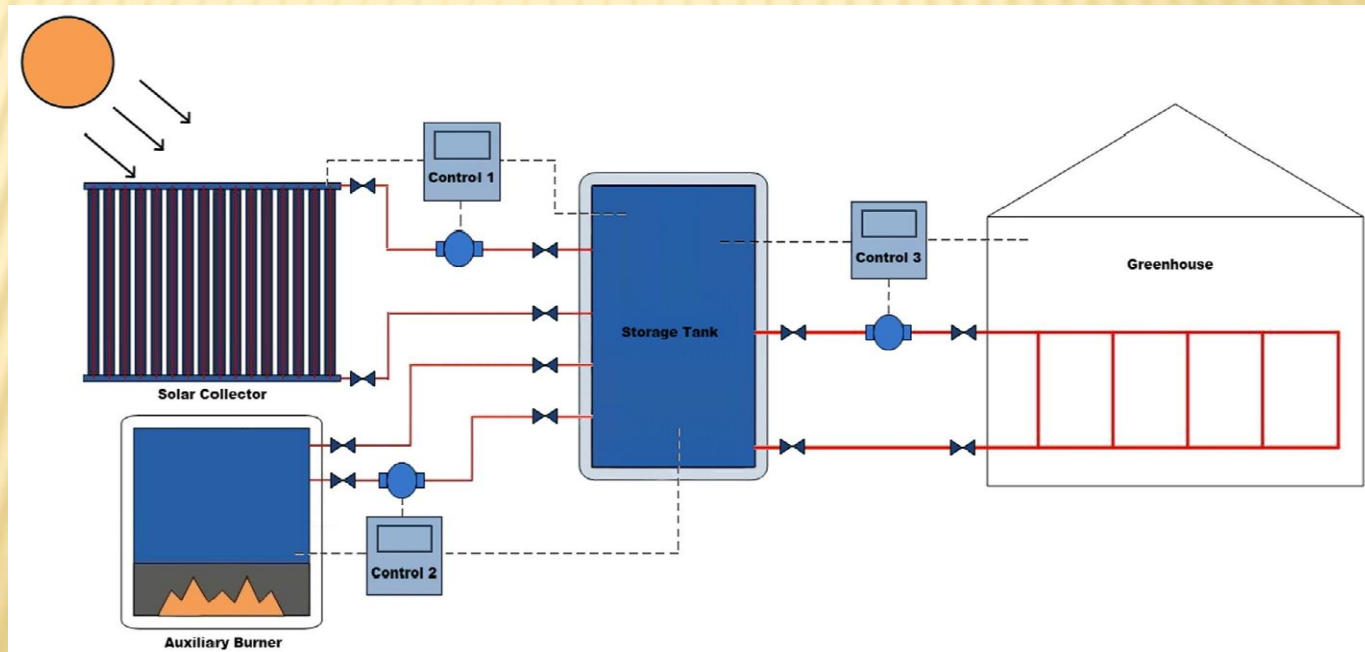 Control 1
Control 3
Greenhouse
Storage Tank
Solar Collector
Control 2
Auxiliary Burner